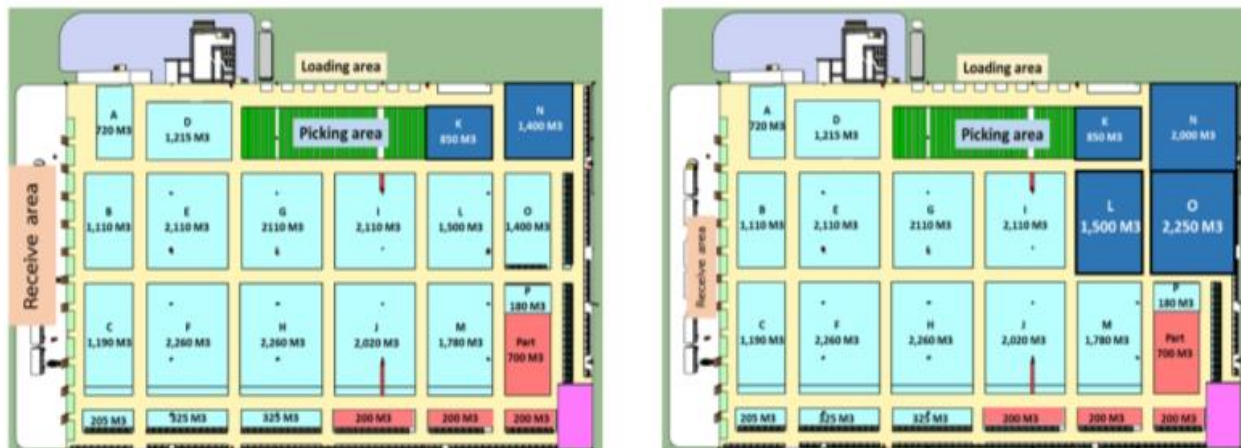 Loading area
A
720 M3
D
1,215 M3
Picking area
K
850 M3
N
1,400 M3
Receive area
B
1,110 M3
E
2,110 M3
G
2110 M3
I
2,110 M3
L
1,500 M3
O
1,400 M3
C
1,190 M3
F
2,260 M3
H
2,260 M3
J
2,020 M3
M
1,780 M3
P
180 M3
Part
700 M3
205 M3
325 M3
325 M3
200 M3
200 M3
200 M3
Loading area
A
720 M3
D
1,215 M3
Picking area
K
850 M3
N
2,000 M3
Receive area
B
1,110 M3
E
2,110 M3
G
2110 M3
I
2,110 M3
L
1,500 M3
O
2,250 M3
C
1,190 M3
F
2,260 M3
H
2,260 M3
J
2,020 M3
M
1,780 M3
P
180 M3
Part
700 M3
205 M3
325 M3
325 M3
200 M3
200 M3
200 M3